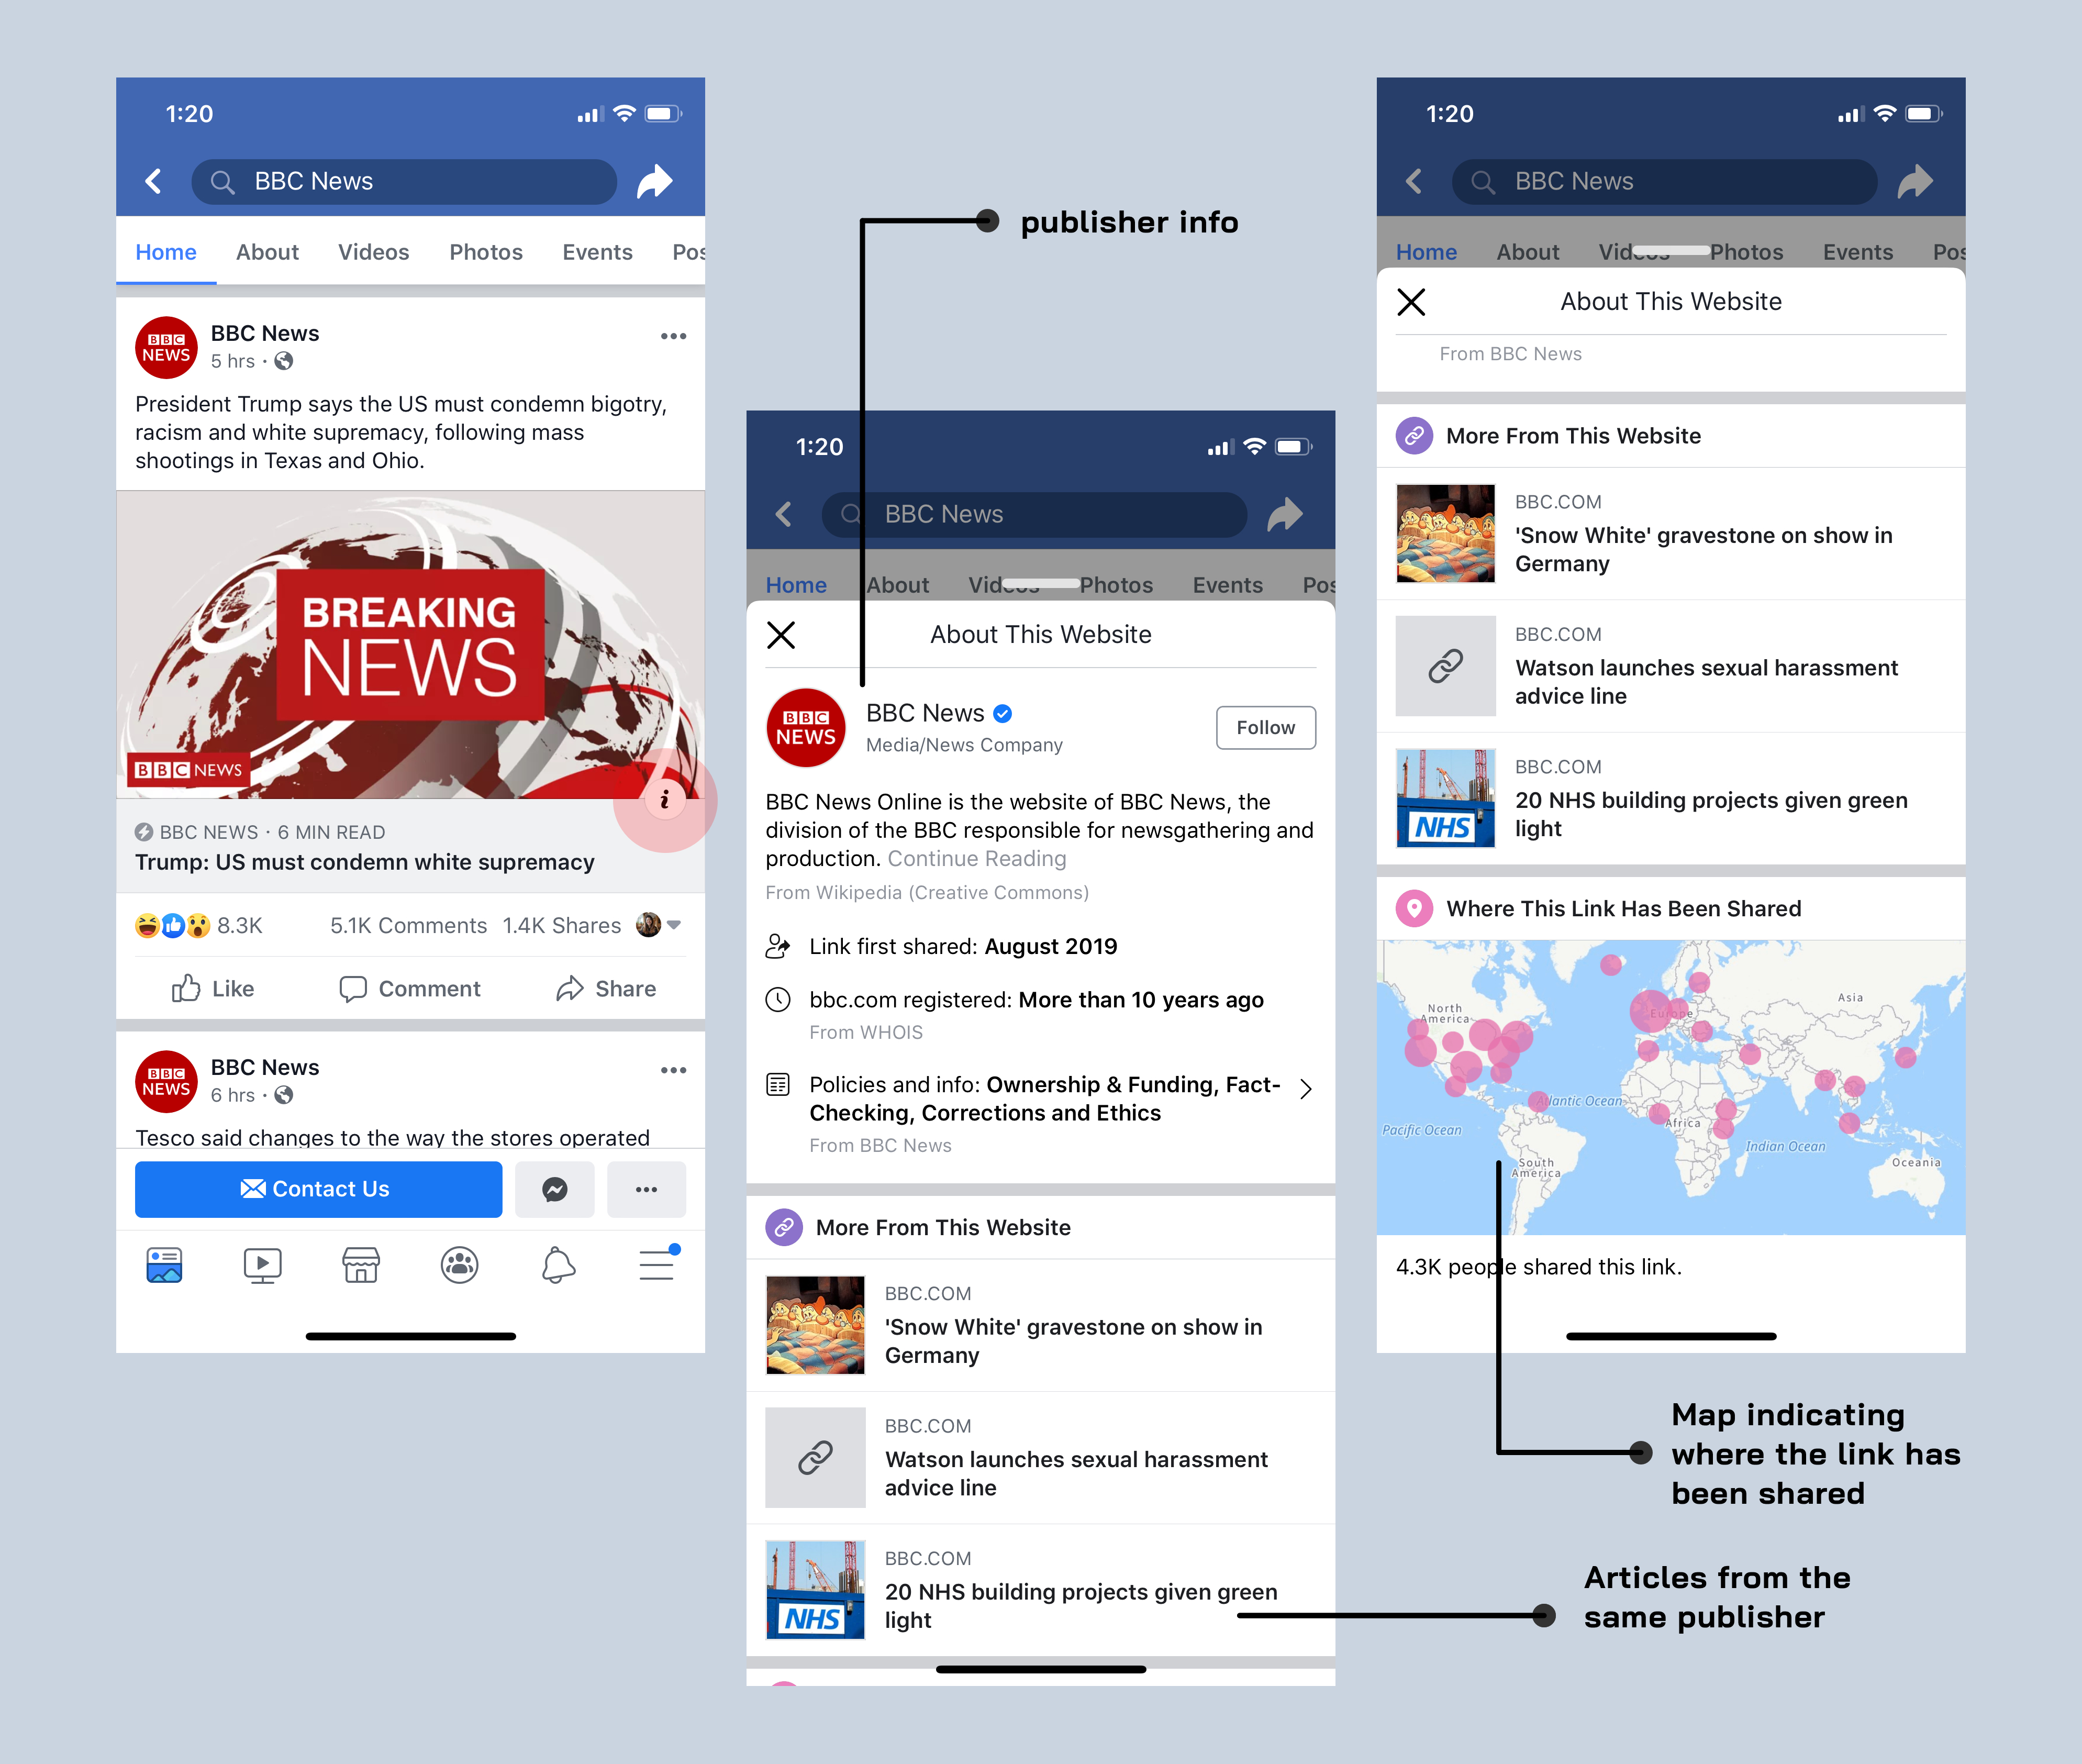 1:20
BBC News
Home About Videos Photos Events Pos
BBC NEWS
BBC News
5 hrs ·
President Trump says the US must condemn bigotry,
racism and white supremacy, following mass
shootings in Texas and Ohio.
BREAKING
NEWS
BBC NEWS
i
BBC NEWS · 6 MIN READ
Trump: US must condemn white supremacy
8.3K 5.1K Comments 1.4K Shares
Like Comment Share
BBC NEWS
BBC News
6 hrs ·
Tesco said changes to the way the stores operated
Contact Us
publisher info
1:20
BBC News
Home About Videos Photos Events Pos
About This Website
BBC NEWS
BBC News
Media/News Company
Follow
BBC News Online is the website of BBC News, the
division of the BBC responsible for newsgathering and
production. Continue Reading
From Wikipedia (Creative Commons)
Link first shared: August 2019
bbc.com registered: More than 10 years ago
From WHOIS
Policies and info: Ownership & Funding, Fact-
Checking, Corrections and Ethics
From BBC News
More From This Website
BBC.COM
'Snow White' gravestone on show in
Germany
BBC.COM
Watson launches sexual harassment
advice line
NHS
BBC.COM
20 NHS building projects given green
light
1:20
BBC News
Home About Videos Photos Events Pos
About This Website
From BBC News
More From This Website
BBC.COM
'Snow White' gravestone on show in
Germany
BBC.COM
Watson launches sexual harassment
advice line
NHS
BBC.COM
20 NHS building projects given green
light
Where This Link Has Been Shared
North
America
Europe
Asia
Atlantic Ocean
Africa
Pacific Ocean
Indian Ocean
South
America
Oceania
4.3K people shared this link.
Map indicating
where the link has
been shared
Articles from the
same publisher